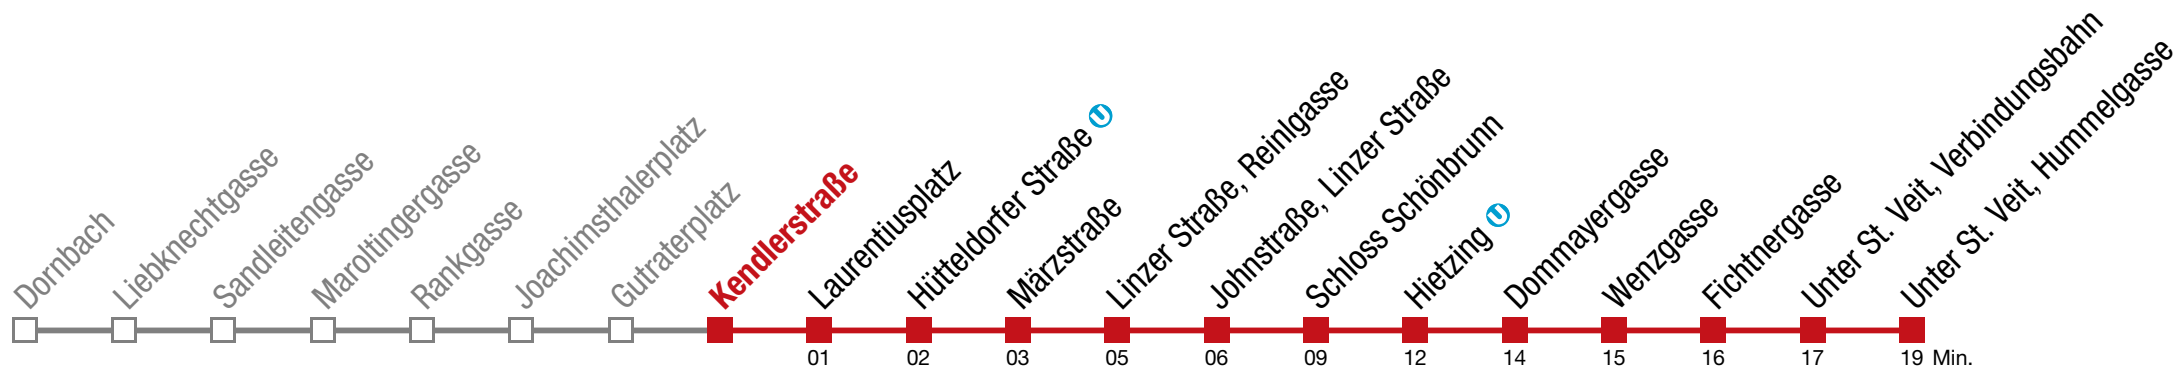 Dornbach
Liebknechtgasse
Sandleitengasse
Maroltingergasse
Rankgasse
Joachimsthalerplatz
Gutraterplatz
Kendlerstraße
Laurentiusplatz
Hütteldorfer Straße U
Märzstraße
Linzer Straße, Reinlgasse
Johnstraße, Linzer Straße
Schloss Schönbrunn
Hietzing U
Dommayergasse
Wenzgasse
Fichtnergasse
Unter St. Veit, Verbindungsbahn
Unter St. Veit, Hummelgasse
01 02 03 05 06 09 12 14 15 16 17 19 Min.